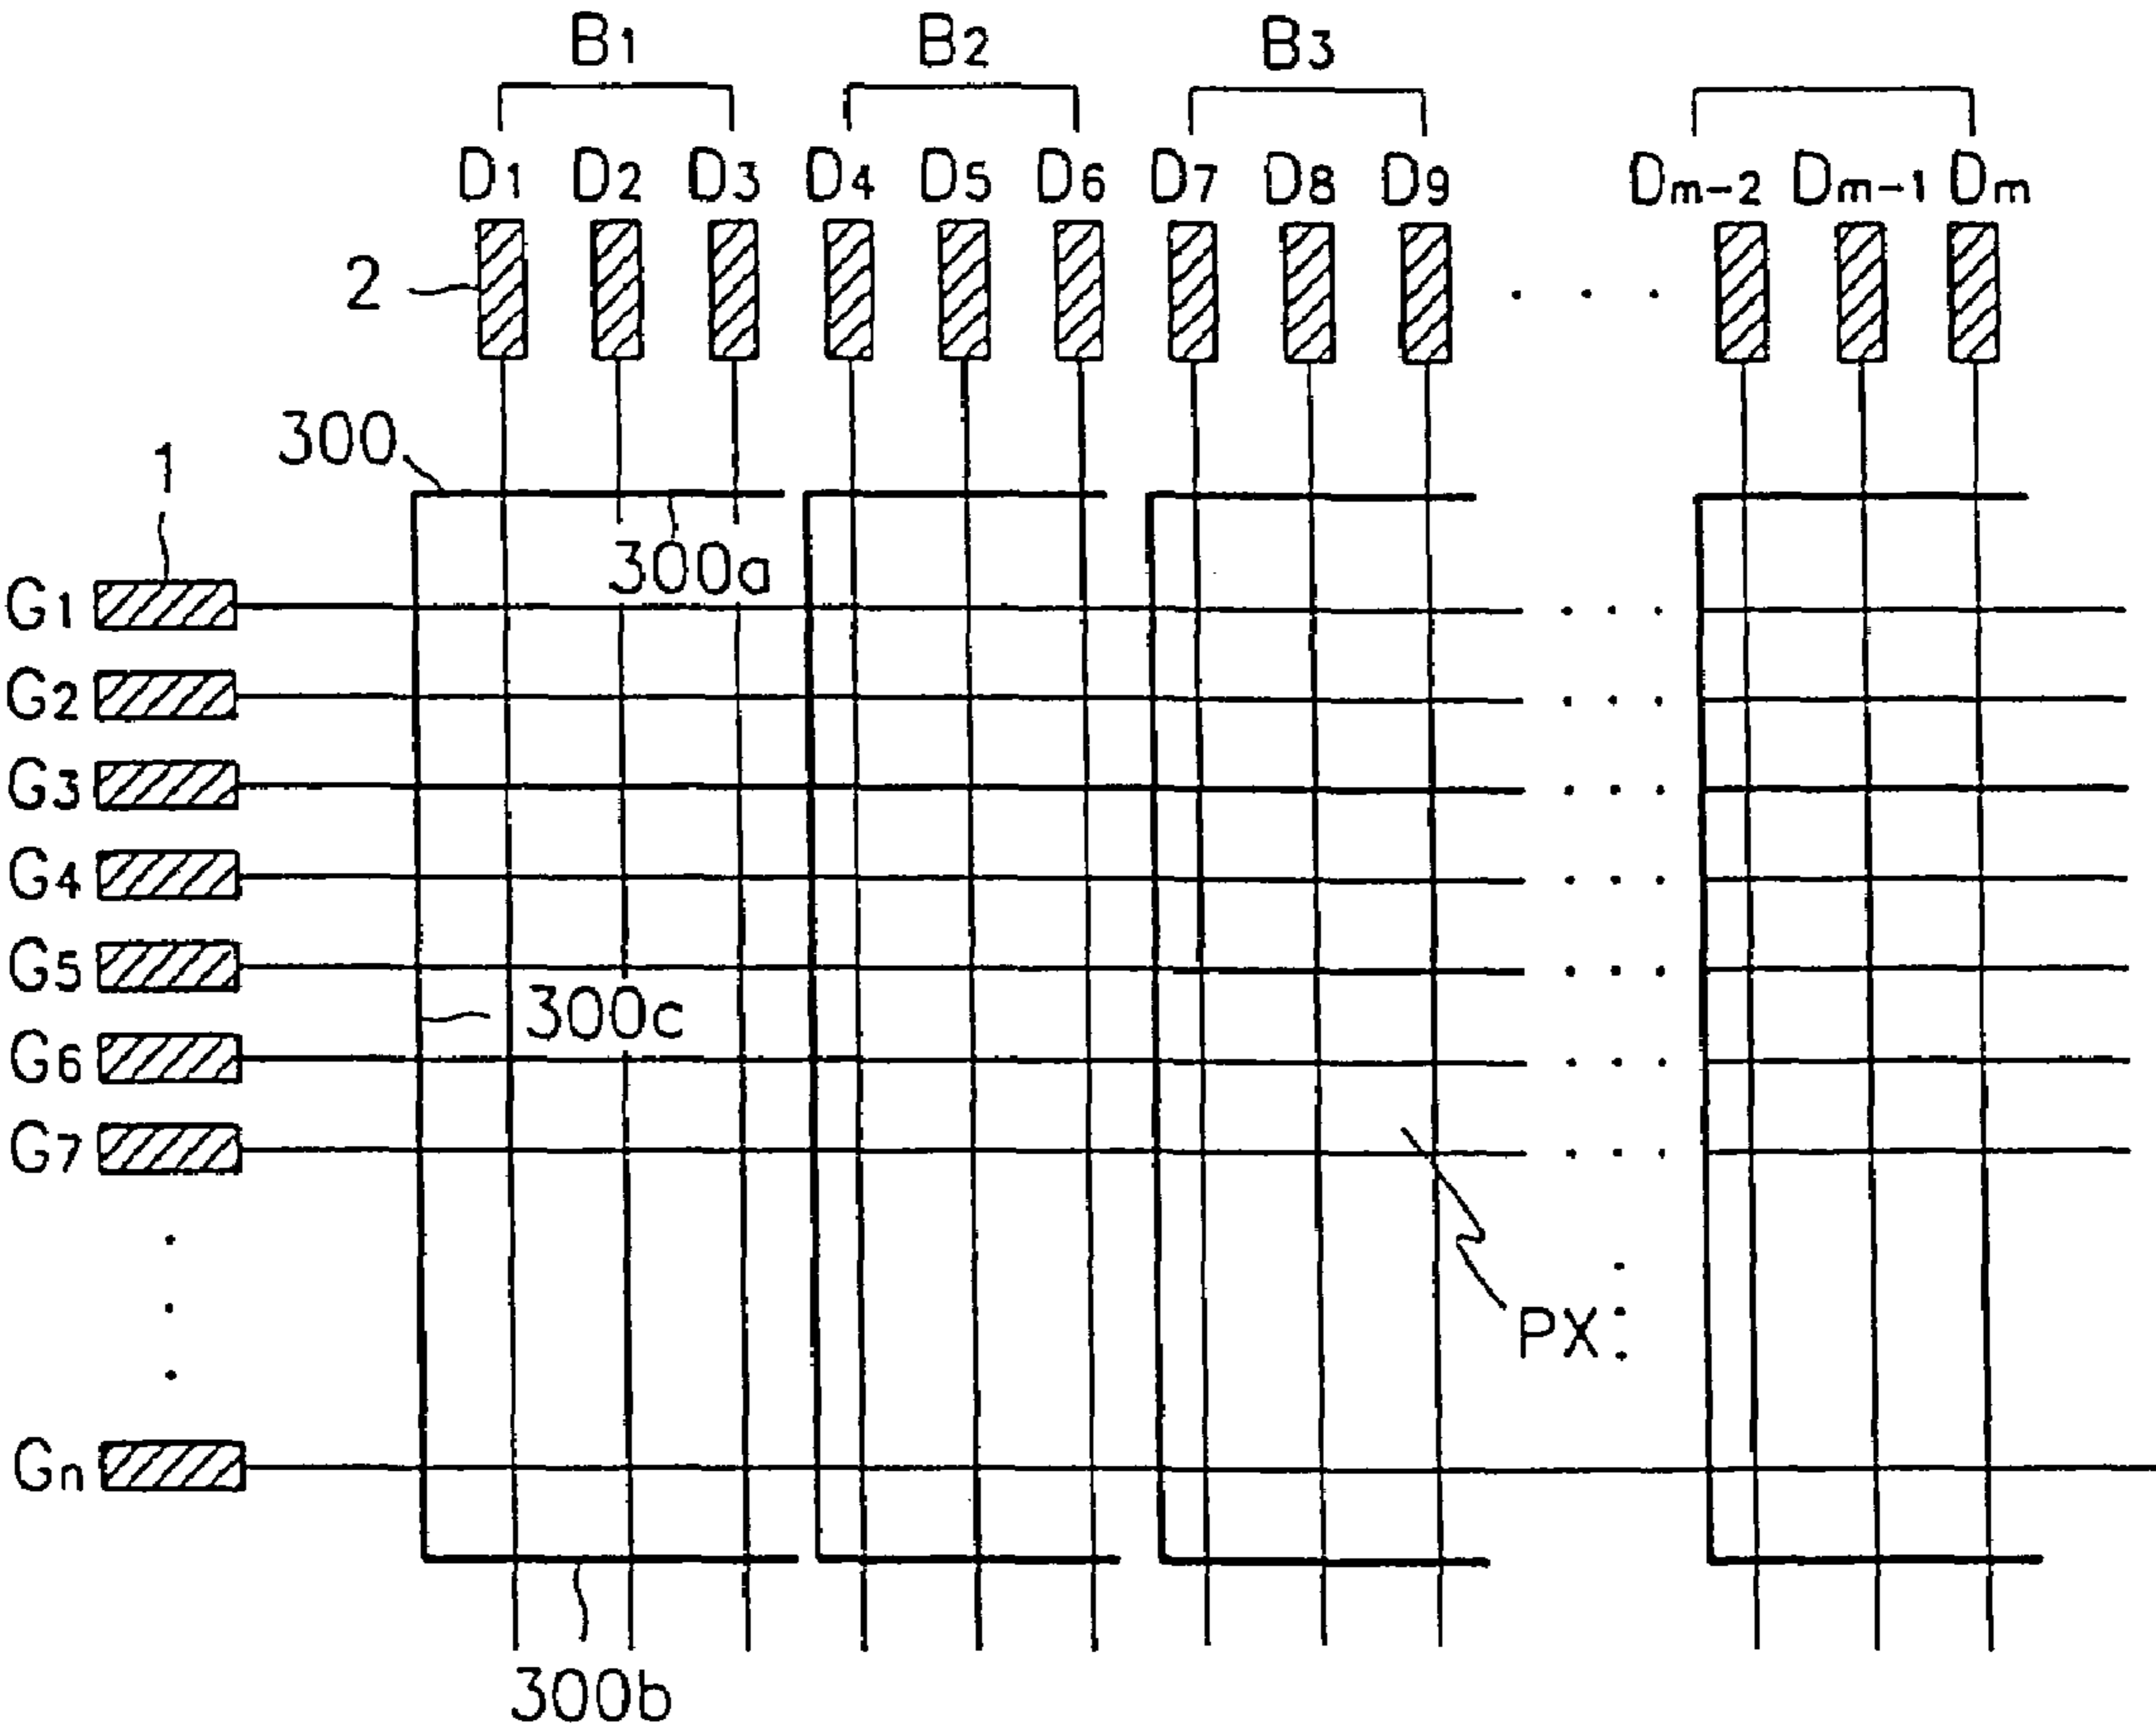 B1 B2 B3
D1 D2 D3 D4 D5 D6 D7 D8 D9 Dm-2 Dm-1 Dm
2
300
1
300a
G1
G2
G3
G4
G5
300c
G6
G7
PX
Gn
300b